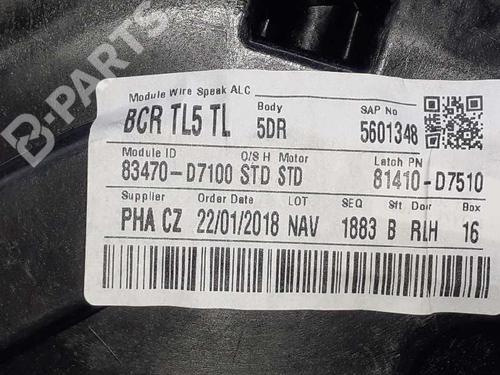 B-PARTS
Module Wire Speak ALC Body SAP No
BCR TL5 TL 5DR 5601348
Module ID O/S H Motor Latch PN
83470-D7100 STD STD 81410-D7510
Supplier Order Date LOT SEQ Sft Door Box
PHA CZ 22/01/2018 NAV 1883 B RLH 16